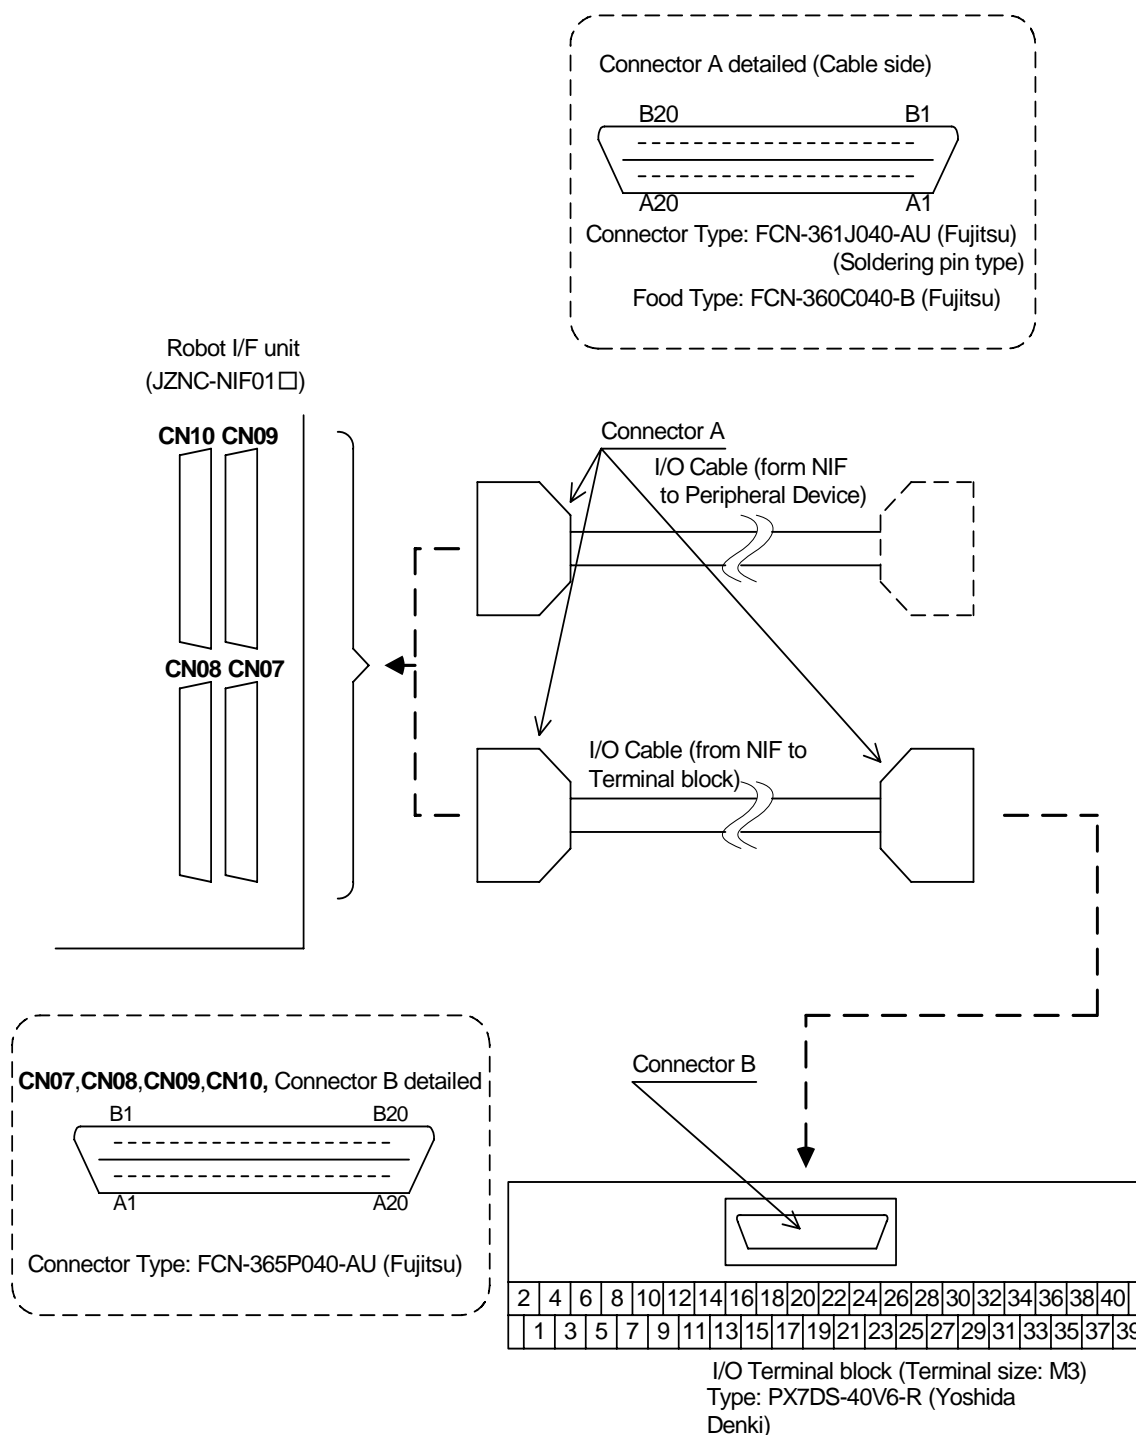 Connector A detailed (Cable side)
B20 B1
A20 A1
Connector Type: FCN-361J040-AU (Fujitsu)
(Soldering pin type)
Food Type: FCN-360C040-B (Fujitsu)
Robot I/F unit
(JZNC-NIF01□)
CN10 CN09
CN08 CN07
Connector A
I/O Cable (form NIF
to Peripheral Device)
I/O Cable (from NIF to
Terminal block)
CN07,CN08,CN09,CN10, Connector B detailed
B1 B20
A1 A20
Connector Type: FCN-365P040-AU (Fujitsu)
Connector B
2 4 6 8 10 12 14 16 18 20 22 24 26 28 30 32 34 36 38 40
1 3 5 7 9 11 13 15 17 19 21 23 25 27 29 31 33 35 37 39
I/O Terminal block (Terminal size: M3)
Type: PX7DS-40V6-R (Yoshida
Denki)